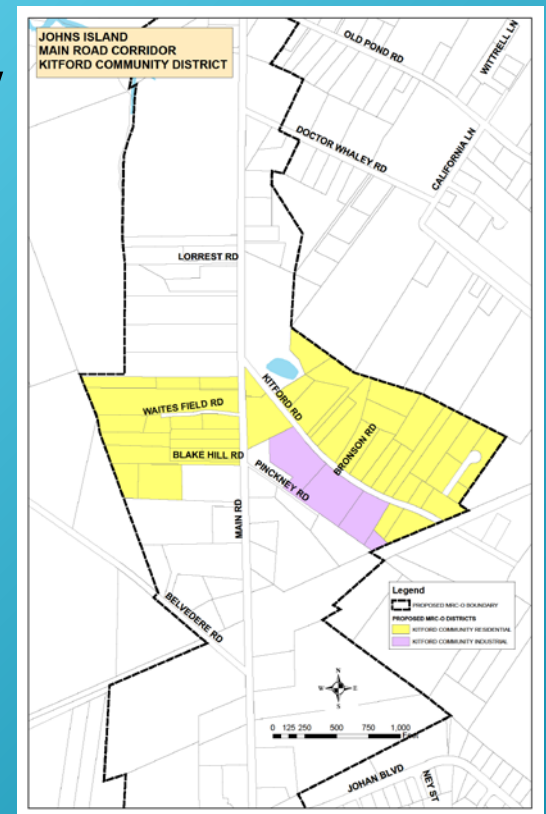 JOHNS ISLAND
MAIN ROAD CORRIDOR
KITFORD COMMUNITY DISTRICT
OLD POND RD
WITTRELL LN
DOCTOR WHALEY RD
CALIFORNIA LN
LORREST RD
WAITES FIELD RD
KITFORD RD
BLAKE HILL RD
BRONSON RD
PINCKNEY RD
MAIN RD
BELVEDERE RD
Legend
PROPOSED MRC-O BOUNDARY
PROPOSED MRC-O DISTRICTS
KITFORD COMMUNITY RESIDENTIAL
KITFORD COMMUNITY INDUSTRIAL
N
W E
S
0 125 250 500 750 1,000
Feet
JOHAN BLVD
NEY ST